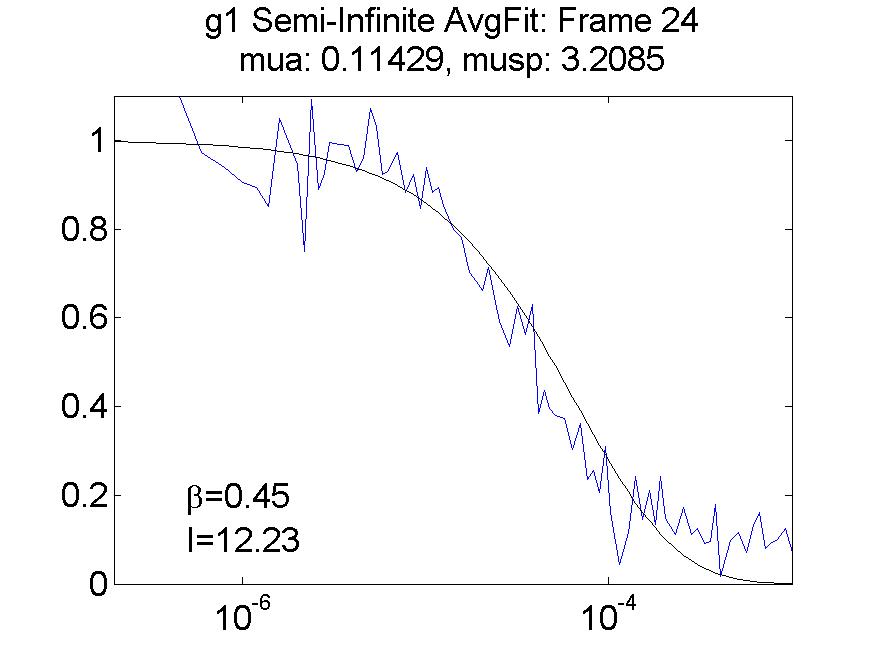 g1 Semi-Infinite AvgFit: Frame 24
mua: 0.11429, musp: 3.2085
1
0.8
0.6
0.4
0.2
0
β=0.45
I=12.23
10^-6
10^-4